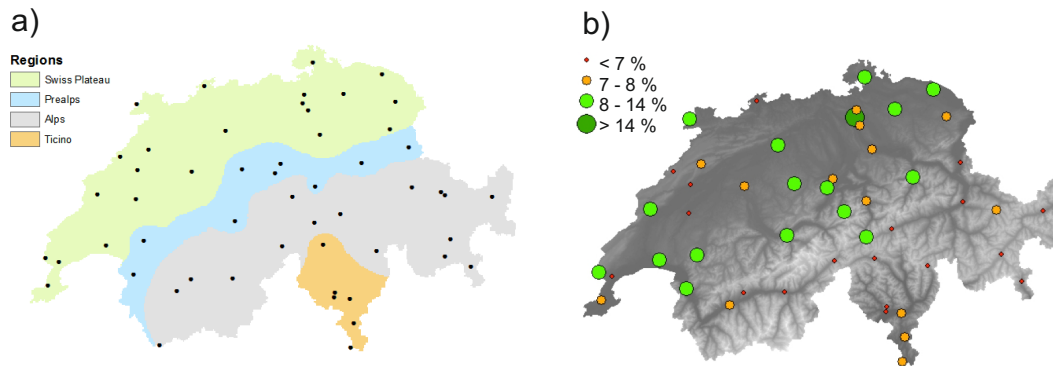 a)
Regions
Swiss Plateau
Prealps
Alps
Ticino
b)
< 7 %
7 - 8 %
8 - 14 %
> 14 %